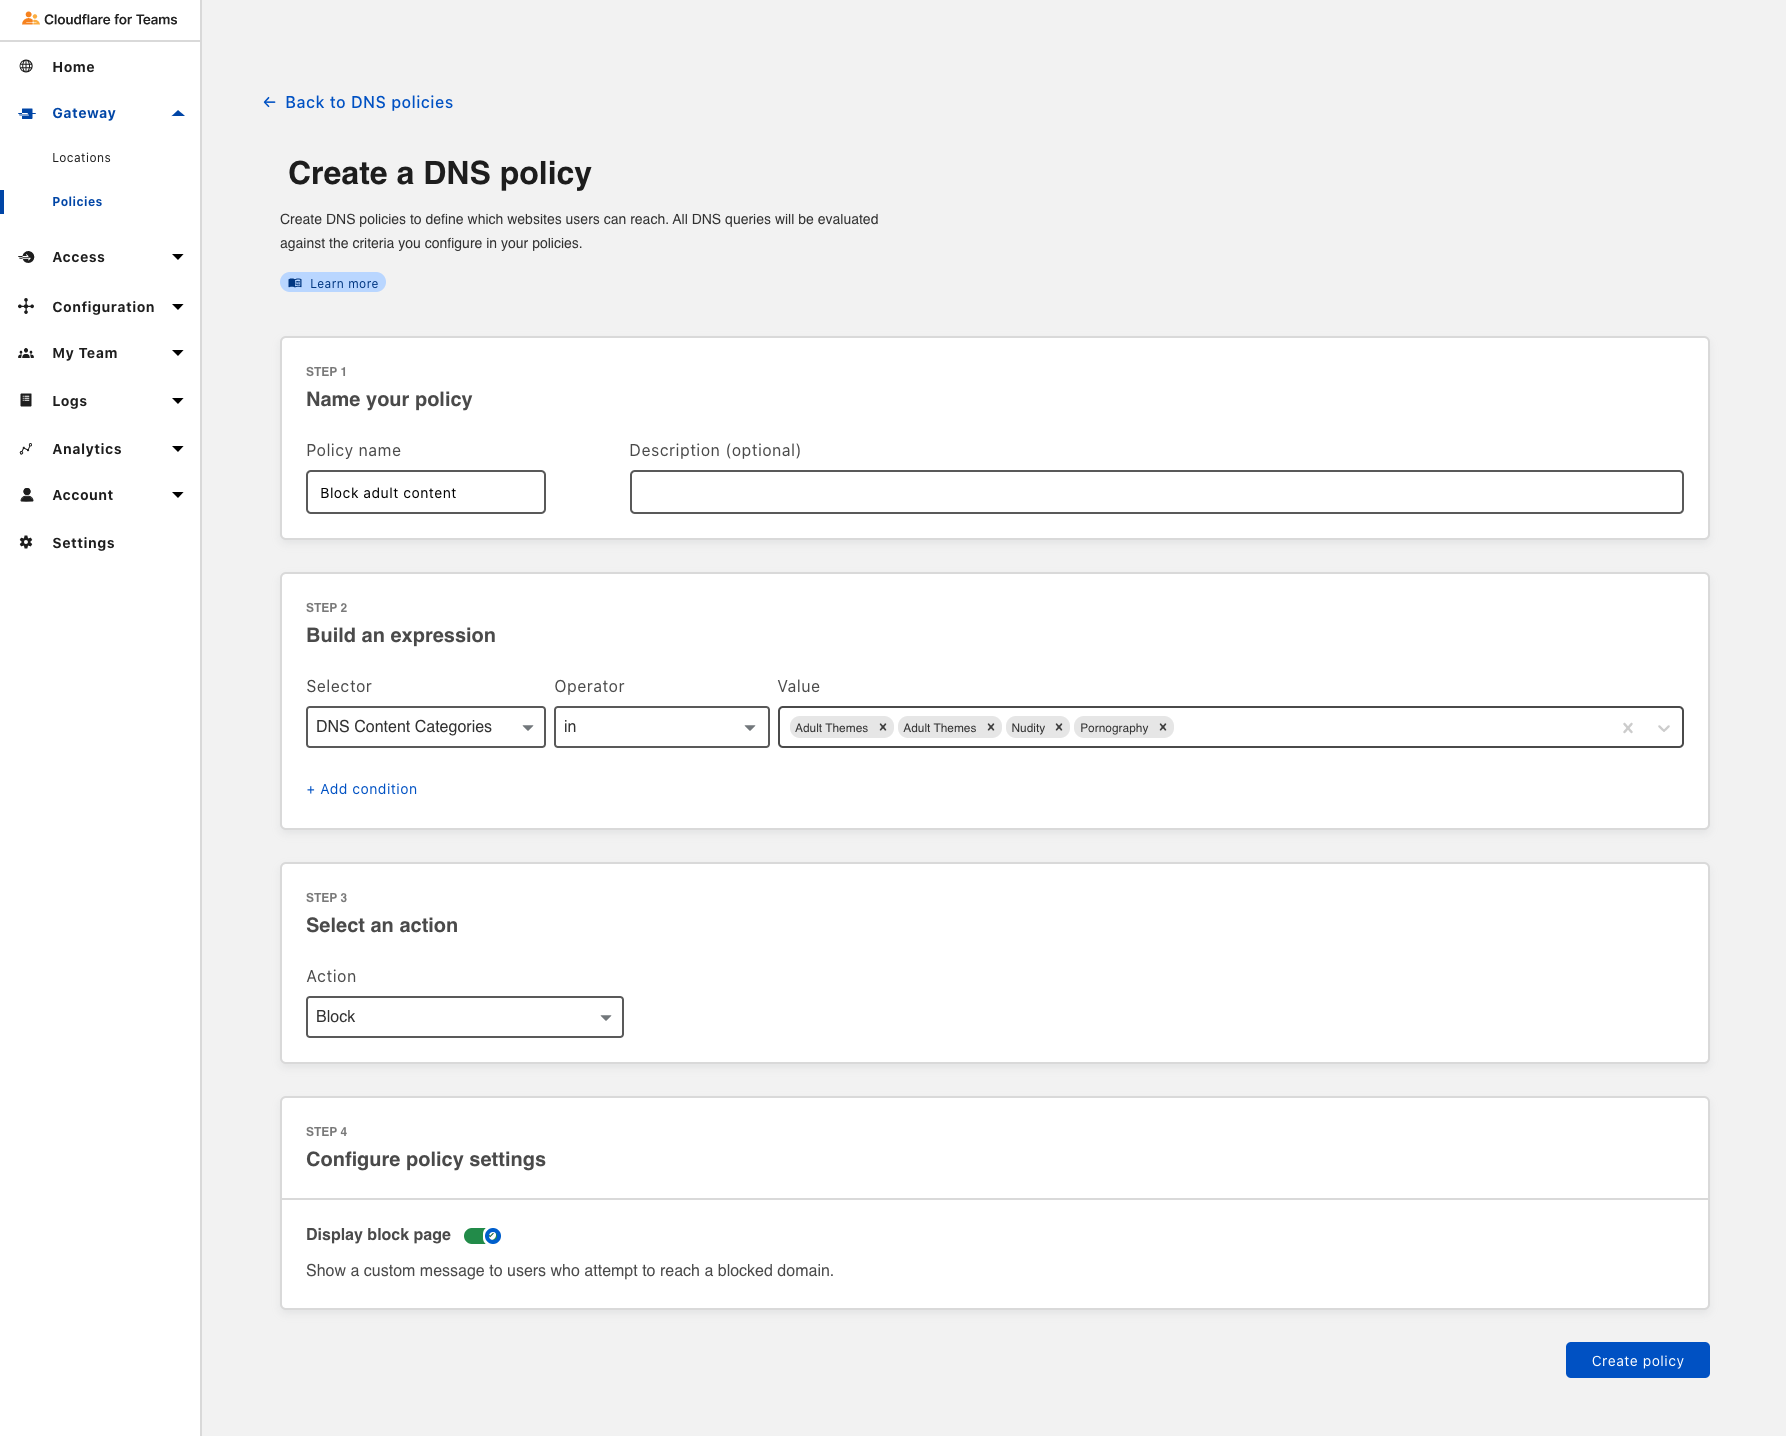 Cloudflare for Teams
Home
Gateway
Locations
Policies
Access
Configuration
My Team
Logs
Analytics
Account
Settings
← Back to DNS policies
Create a DNS policy
Create DNS policies to define which websites users can reach. All DNS queries will be evaluated
against the criteria you configure in your policies.
Learn more
STEP 1
Name your policy
Policy name Description (optional)
Block adult content
STEP 2
Build an expression
Selector Operator Value
DNS Content Categories in Adult Themes × Adult Themes × Nudity × Pornography ×
+ Add condition
STEP 3
Select an action
Action
Block
STEP 4
Configure policy settings
Display block page
Show a custom message to users who attempt to reach a blocked domain.
Create policy